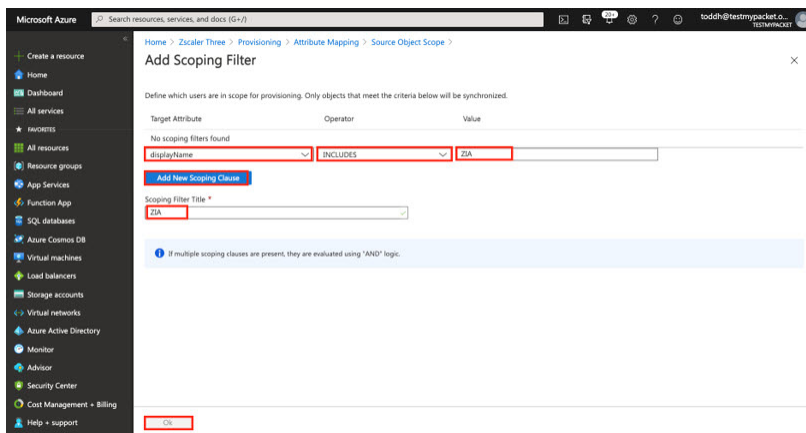 Microsoft Azure
Search resources, services, and docs (G+/)
20+
?
toddh@testmypacket.o...
TESTMYPACKET
«
Create a resource
Home
Dashboard
All services
FAVORITES
All resources
Resource groups
App Services
Function App
SQL databases
Azure Cosmos DB
Virtual machines
Load balancers
Storage accounts
Virtual networks
Azure Active Directory
Monitor
Advisor
Security Center
Cost Management + Billing
Help + support
Home > Zscaler Three > Provisioning > Attribute Mapping > Source Object Scope >
Add Scoping Filter
Define which users are in scope for provisioning. Only objects that meet the criteria below will be synchronized.
Target Attribute Operator Value
No scoping filters found
displayName INCLUDES ZIA
Add New Scoping Clause
Scoping Filter Title *
ZIA
If multiple scoping clauses are present, they are evaluated using "AND" logic.
Ok